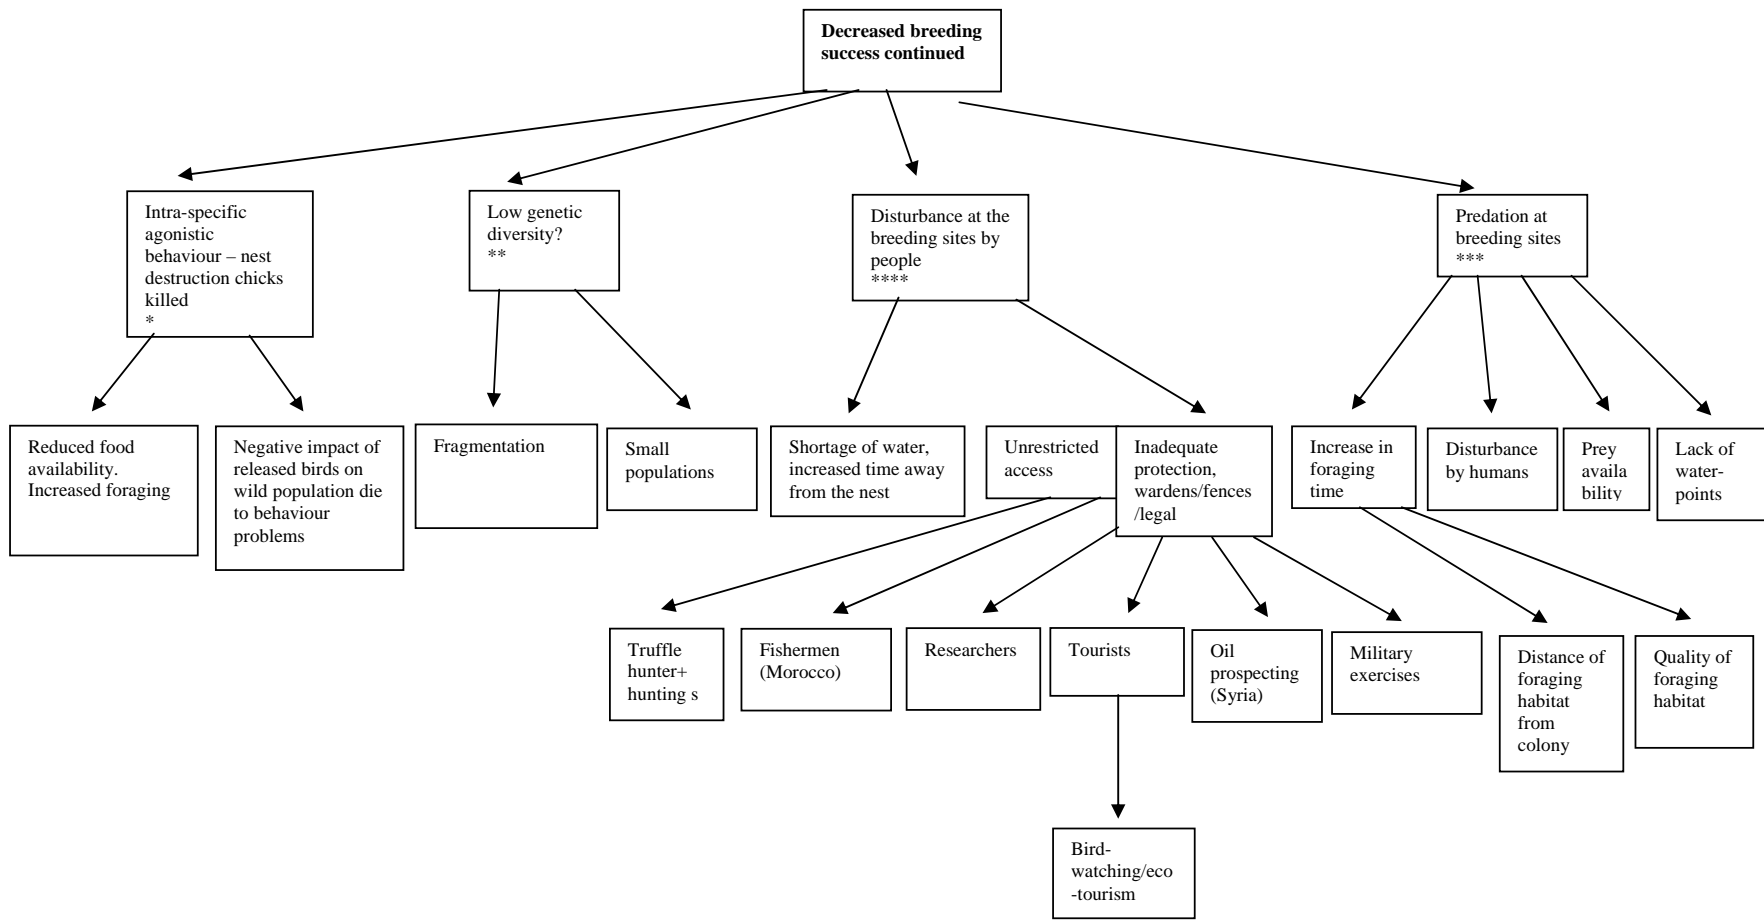 Decreased breeding
success continued
Intra-specific
agonistic
behaviour – nest
destruction chicks
killed
*
Low genetic
diversity?
**
Disturbance at the
breeding sites by
people
****
Predation at
breeding sites
***
Reduced food
availability.
Increased foraging
Negative impact of
released birds on
wild population die
to behaviour
problems
Fragmentation
Small
populations
Shortage of water,
increased time away
from the nest
Unrestricted
access
Inadequate
protection,
wardens/fences
/legal
Increase in
foraging
time
Disturbance
by humans
Prey
availa
bility
Lack of
water-
points
Truffle
hunter+
hunting s
Fishermen
(Morocco)
Researchers
Tourists
Oil
prospecting
(Syria)
Military
exercises
Distance of
foraging
habitat
from
colony
Quality of
foraging
habitat
Bird-
watching/eco
-tourism